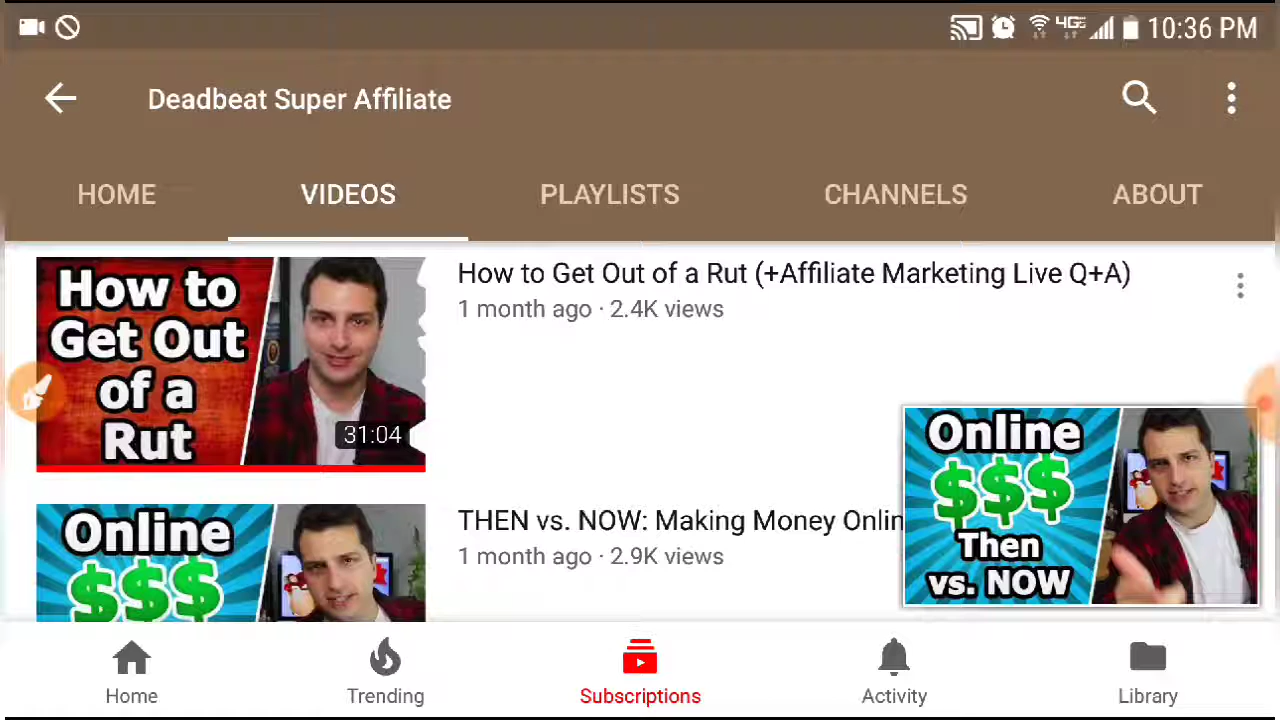 4GE 10:36 PM
Deadbeat Super Affiliate
HOME VIDEOS PLAYLISTS CHANNELS ABOUT
How to
Get Out
of a
Rut
31:04
How to Get Out of a Rut (+Affiliate Marketing Live Q+A)
1 month ago · 2.4K views
Online
$$$
THEN vs. NOW: Making Money Onlin
1 month ago · 2.9K views
Online
$$$
Then
vs. NOW
Home Trending Subscriptions Activity Library